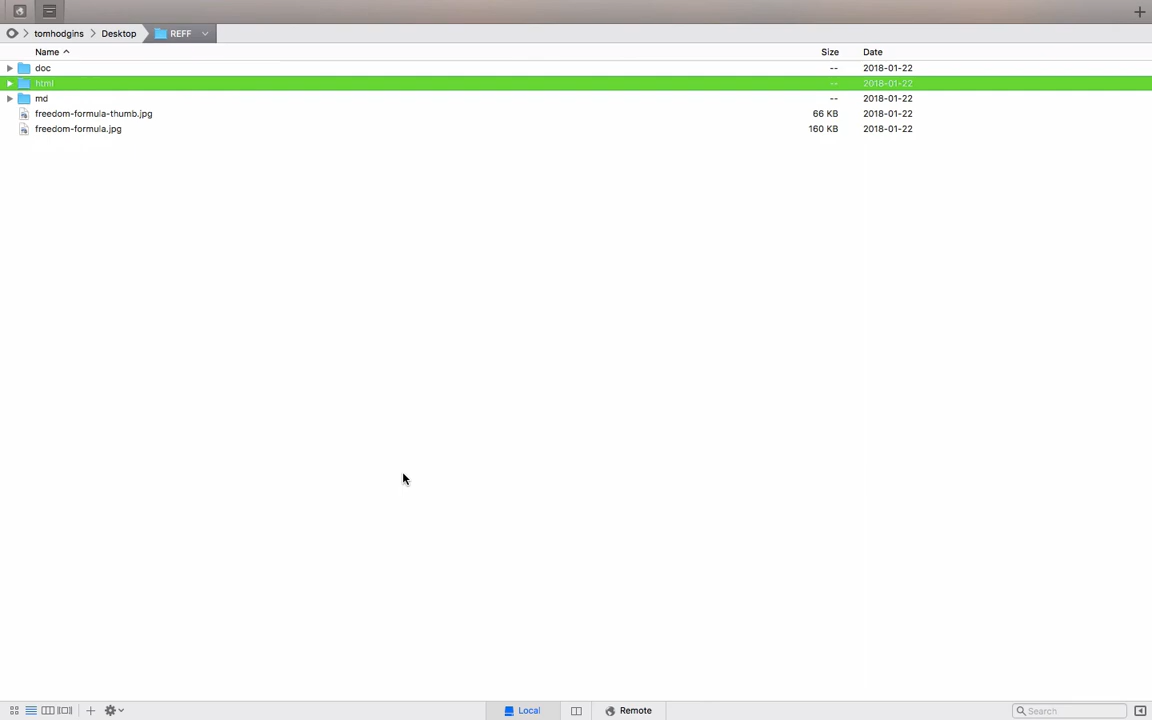 tomhodgins Desktop REFF
Name Size Date
doc -- 2018-01-22
html -- 2018-01-22
md -- 2018-01-22
freedom-formula-thumb.jpg 66 KB 2018-01-22
freedom-formula.jpg 160 KB 2018-01-22
Local Remote Search